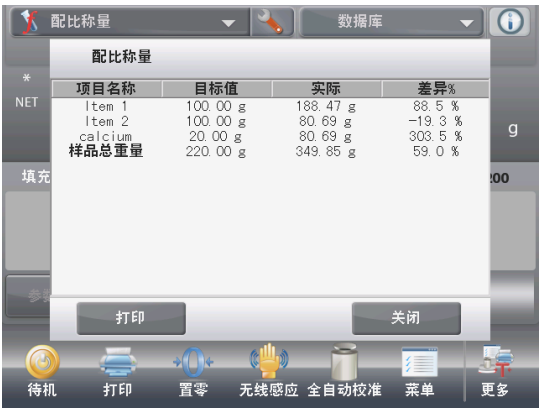 配比称量 数据库
配比称量
*
NET
项目名称 目标值 实际 差异%
Item 1 100.00 g 188.47 g 88.5 %
Item 2 100.00 g 80.69 g -19.3 %
calcium 20.00 g 80.69 g 303.5 %
样品总重量 220.00 g 349.85 g 59.0 %
g
填充
200
打印 关闭
待机 打印 置零 无线感应 全自动校准 菜单 更多